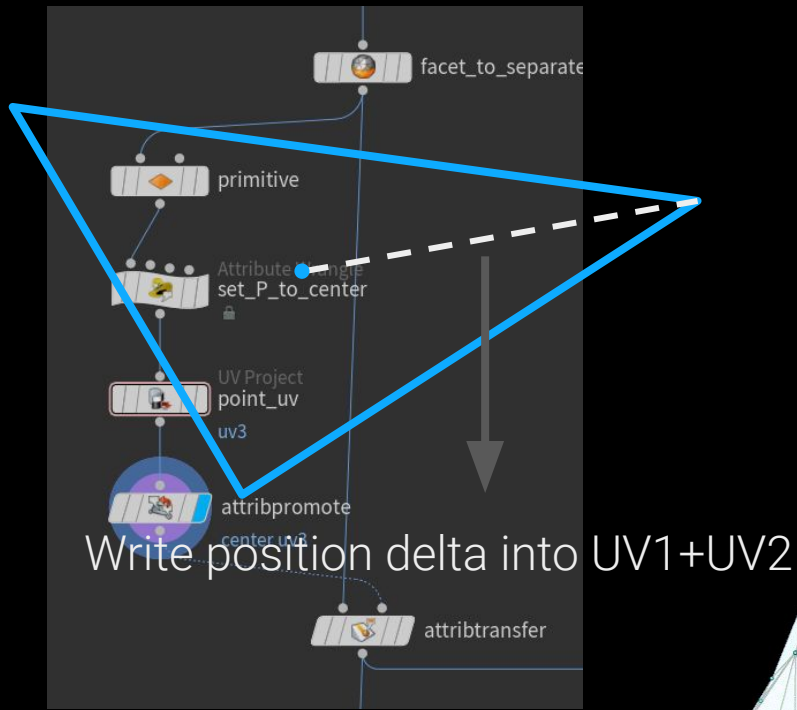 facet_to_separate
primitive
Attribute Wrangle
set_P_to_center
UV Project
point_uv
uv3
attribpromote
center uv3
Write position delta into UV1+UV2
attribtransfer